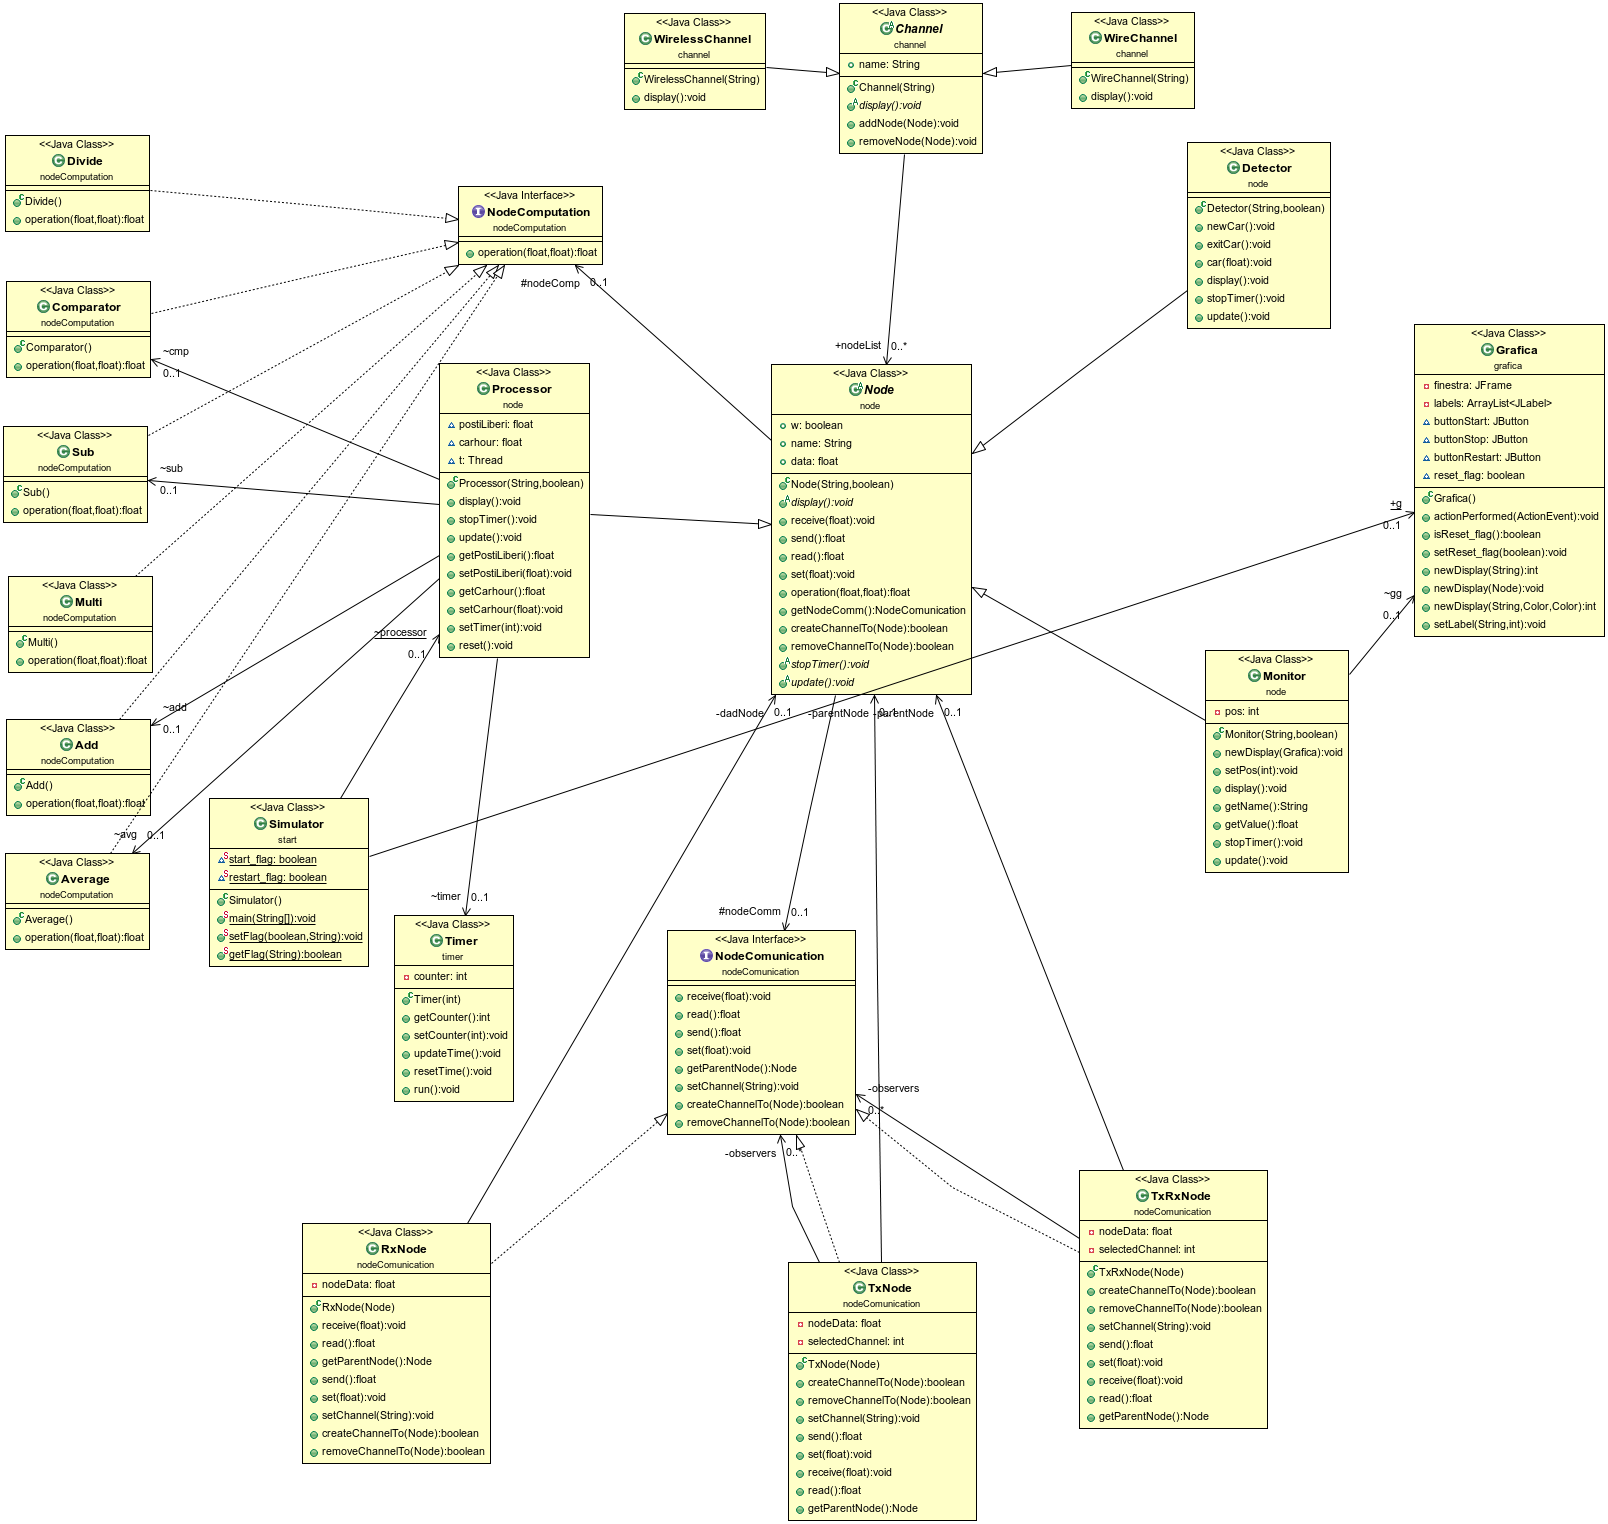 <<Java Class>>
WirelessChannel
channel
WirelessChannel(String)
display():void
<<Java Class>>
Channel
channel
name: String
Channel(String)
display():void
addNode(Node):void
removeNode(Node):void
<<Java Class>>
WireChannel
channel
WireChannel(String)
display():void
<<Java Class>>
Divide
nodeComputation
Divide()
operation(float,float):float
<<Java Interface>>
NodeComputation
nodeComputation
operation(float,float):float
#nodeComp
0..1
<<Java Class>>
Detector
node
Detector(String,boolean)
newCar():void
exitCar():void
car(float):void
display():void
stopTimer():void
update():void
<<Java Class>>
Comparator
nodeComputation
Comparator()
operation(float,float):float
~cmp
0..1
+nodeList
0..*
<<Java Class>>
Grafica
grafica
finestra: JFrame
labels: ArrayList<JLabel>
buttonStart: JButton
buttonStop: JButton
buttonRestart: JButton
reset_flag: boolean
Grafica()
actionPerformed(ActionEvent):void
isReset_flag():boolean
setReset_flag(boolean):void
newDisplay(String):int
newDisplay(Node):void
newDisplay(String,Color,Color):int
setLabel(String,int):void
+g
0..1
~gg
0..1
<<Java Class>>
Processor
node
postiLiberi: float
carhour: float
t: Thread
Processor(String,boolean)
display():void
stopTimer():void
update():void
getPostiLiberi():float
setPostiLiberi(float):void
getCarhour():float
setCarhour(float):void
setTimer(int):void
reset():void
<<Java Class>>
Node
node
w: boolean
name: String
data: float
Node(String,boolean)
display():void
receive(float):void
send():float
read():float
set(float):void
operation(float,float):float
getNodeComm():NodeComunication
createChannelTo(Node):boolean
removeChannelTo(Node):boolean
stopTimer():void
update():void
<<Java Class>>
Sub
nodeComputation
Sub()
operation(float,float):float
~sub
0..1
<<Java Class>>
Multi
nodeComputation
Multi()
operation(float,float):float
~processor
0..1
<<Java Class>>
Monitor
node
pos: int
Monitor(String,boolean)
newDisplay(Grafica):void
setPos(int):void
display():void
getName():String
getValue():float
stopTimer():void
update():void
~add
0..1
<<Java Class>>
Add
nodeComputation
Add()
operation(float,float):float
-dadNode
0..1
-parentNode
0..1
-parentNode
0..1
~avg
0..1
<<Java Class>>
Average
nodeComputation
Average()
operation(float,float):float
<<Java Class>>
Simulator
start
start_flag: boolean
restart_flag: boolean
Simulator()
main(String[]):void
setFlag(boolean,String):void
getFlag(String):boolean
~timer
0..1
<<Java Class>>
Timer
timer
counter: int
Timer(int)
getCounter():int
setCounter(int):void
updateTime():void
resetTime():void
run():void
#nodeComm
0..1
<<Java Interface>>
NodeComunication
nodeComunication
receive(float):void
read():float
send():float
set(float):void
getParentNode():Node
setChannel(String):void
createChannelTo(Node):boolean
removeChannelTo(Node):boolean
-observers
0..*
-observers
0..*
<<Java Class>>
RxNode
nodeComunication
nodeData: float
RxNode(Node)
receive(float):void
read():float
getParentNode():Node
send():float
set(float):void
setChannel(String):void
createChannelTo(Node):boolean
removeChannelTo(Node):boolean
<<Java Class>>
TxNode
nodeComunication
nodeData: float
selectedChannel: int
TxNode(Node)
createChannelTo(Node):boolean
removeChannelTo(Node):boolean
setChannel(String):void
send():float
set(float):void
receive(float):void
read():float
getParentNode():Node
<<Java Class>>
TxRxNode
nodeComunication
nodeData: float
selectedChannel: int
TxRxNode(Node)
createChannelTo(Node):boolean
removeChannelTo(Node):boolean
setChannel(String):void
send():float
set(float):void
receive(float):void
read():float
getParentNode():Node